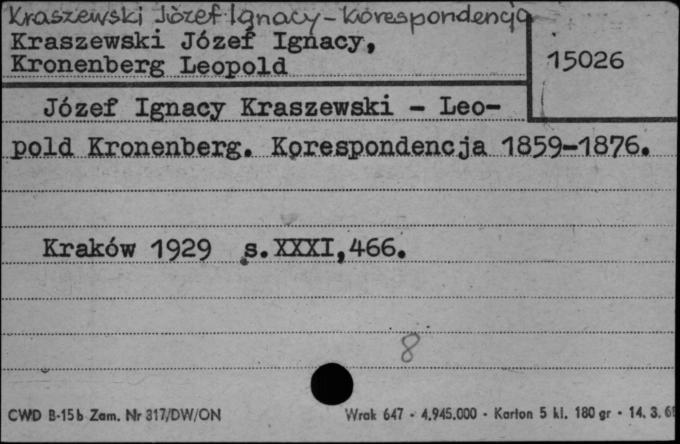 Kraszewski Józef Ignacy-korespondencja
Kraszewski Józef Ignacy,
Kronenberg Leopold
15026
Józef Ignacy Kraszewski - Leo-
pold Kronenberg. Korespondencja 1859-1876.
Kraków 1929 s.XXXI,466.
8
CWD B-15b Zam. Nr 317/DW/ON
Wrak 647 - 4.945.000 - Karton 5 kl. 180 gr - 14. 3.